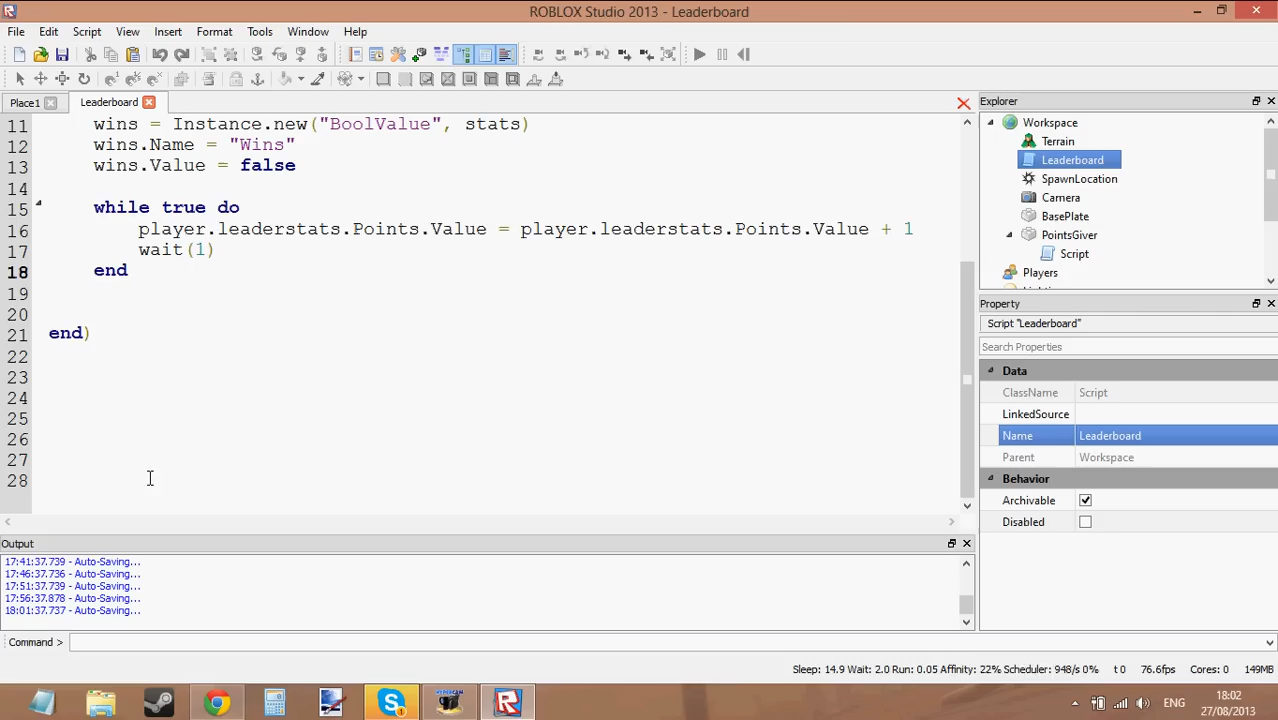 ROBLOX Studio 2013 - Leaderboard
File Edit Script View Insert Format Tools Window Help
Place1 Leaderboard
11 wins = Instance.new("BoolValue", stats)
12 wins.Name = "Wins"
13 wins.Value = false
14
15 while true do
16 player.leaderstats.Points.Value = player.leaderstats.Points.Value + 1
17 wait(1)
18 end
19
20
21 end)
22
23
24
25
26
27
28
Explorer
Workspace
Terrain
Leaderboard
SpawnLocation
Camera
BasePlate
PointsGiver
Script
Players
Property
Script "Leaderboard"
Search Properties
Data
ClassName Script
LinkedSource
Name Leaderboard
Parent Workspace
Behavior
Archivable
Disabled
Output
17:41:37.739 - Auto-Saving...
17:46:37.736 - Auto-Saving...
17:51:37.739 - Auto-Saving...
17:56:37.878 - Auto-Saving...
18:01:37.737 - Auto-Saving...
Command >
Sleep: 14.9 Wait: 2.0 Run: 0.05 Affinity: 22% Scheduler: 948/s 0% t 0 76.6fps Cores: 0 149MB
ENG
18:02
27/08/2013